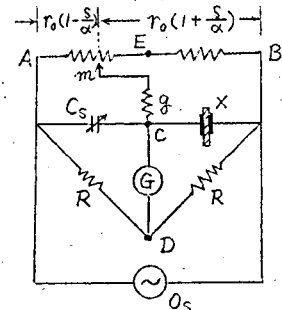 r₀(1-S/α) r₀(1+S/α)
A E B
m
g
Cs C X
R G R
D
Os